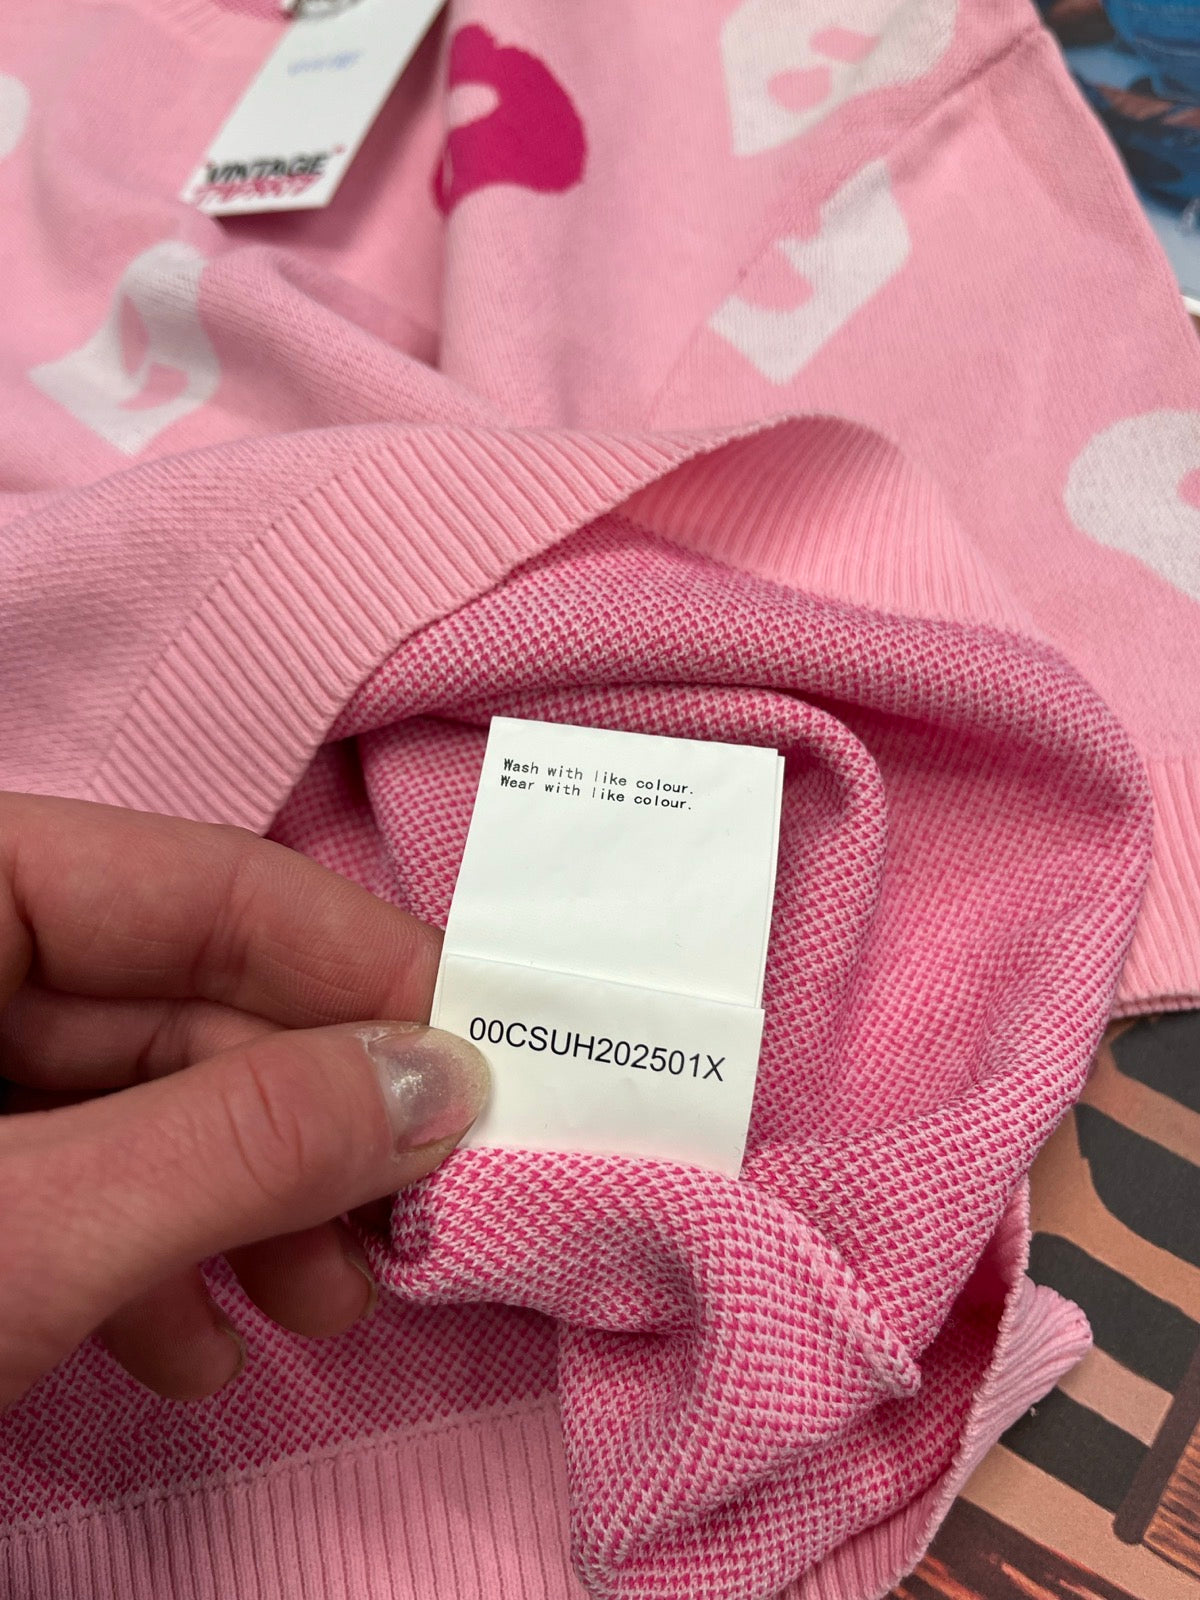 VINTAGE
Wash with like colour.
Wear with like colour.
00CSUH202501X